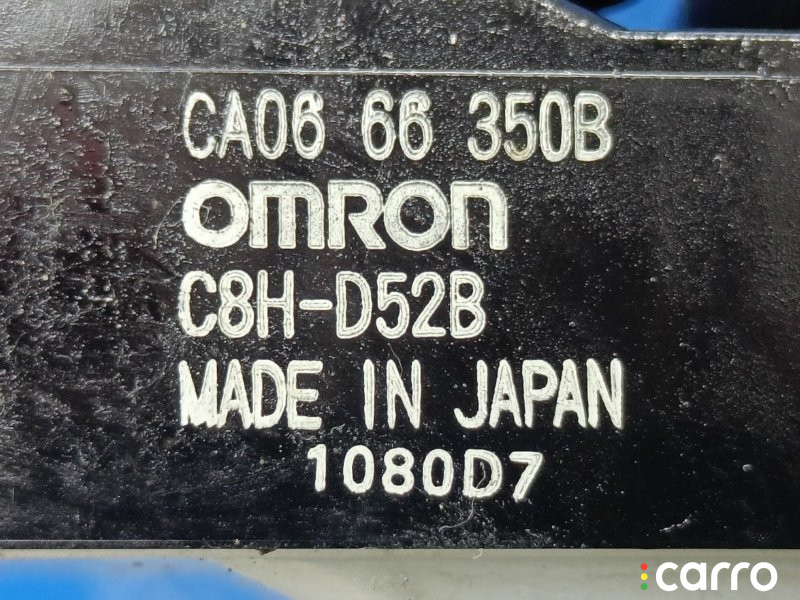 CA06 66 350B
omron
C8H-D52B
MADE IN JAPAN
1080D7
carro